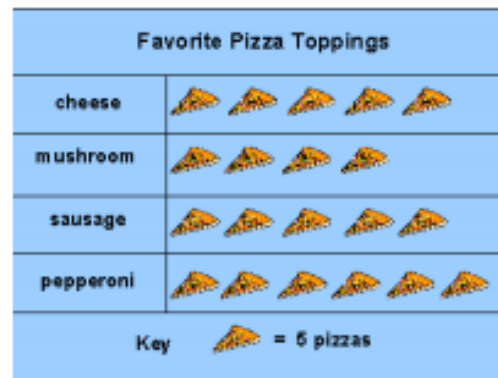 Favorite Pizza Toppings
cheese
mushroom
sausage
pepperoni
Key = 5 pizzas